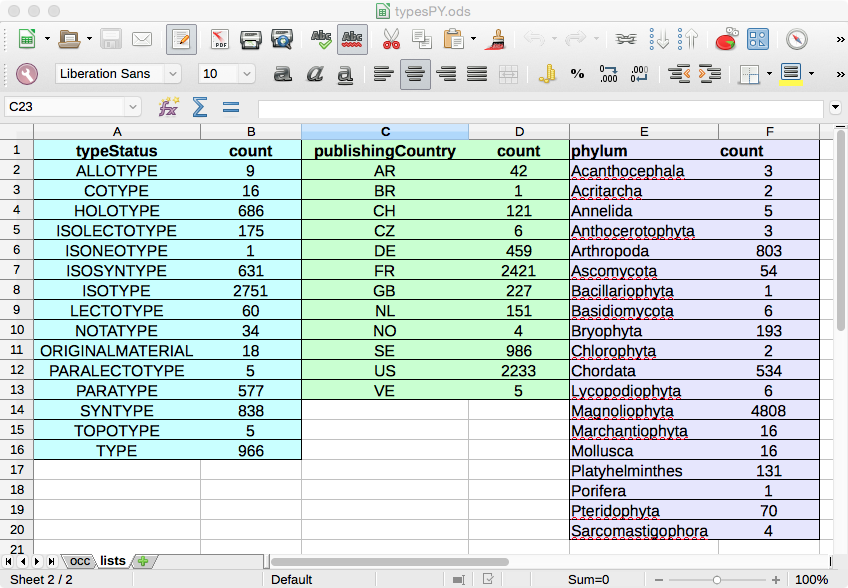 typesPY.ods
Liberation Sans 10
C23
A B C D E F
1 typeStatus count publishingCountry count phylum count
2 ALLOTYPE 9 AR 42 Acanthocephala 3
3 COTYPE 16 BR 1 Acritarcha 2
4 HOLOTYPE 686 CH 121 Annelida 5
5 ISOLECTOTYPE 175 CZ 6 Anthocerotophyta 3
6 ISONEOTYPE 1 DE 459 Arthropoda 803
7 ISOSYNTYPE 631 FR 2421 Ascomycota 54
8 ISOTYPE 2751 GB 227 Bacillariophyta 1
9 LECTOTYPE 60 NL 151 Basidiomycota 6
10 NOTATYPE 34 NO 4 Bryophyta 193
11 ORIGINALMATERIAL 18 SE 986 Chlorophyta 2
12 PARALECTOTYPE 5 US 2233 Chordata 534
13 PARATYPE 577 VE 5 Lycopodiophyta 6
14 SYNTYPE 838 Magnoliophyta 4808
15 TOPOTYPE 5 Marchantiophyta 16
16 TYPE 966 Mollusca 16
17 Platyhelminthes 131
18 Porifera 1
19 Pteridophyta 70
20 Sarcomastigophora 4
21
occ lists
Sheet 2 / 2 Default Sum=0 100%